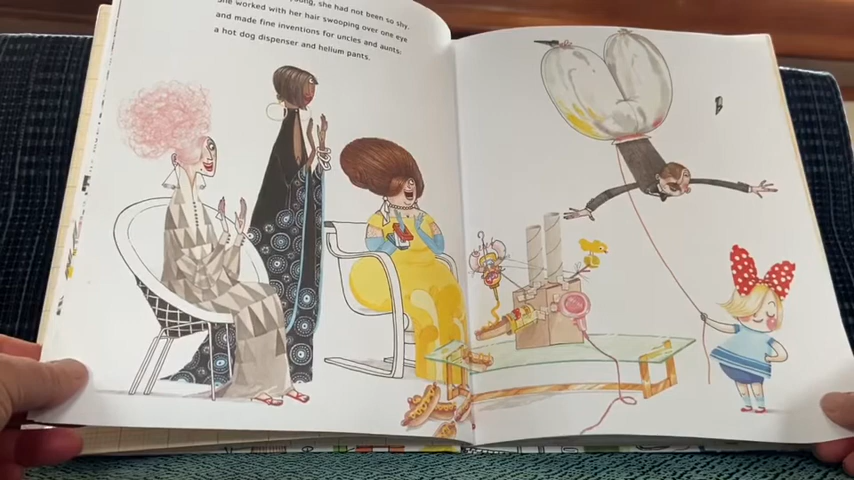 young, she had not been so shy.
She worked with her hair swooping over one eye
and made fine inventions for uncles and aunts:
a hot dog dispenser and helium pants.